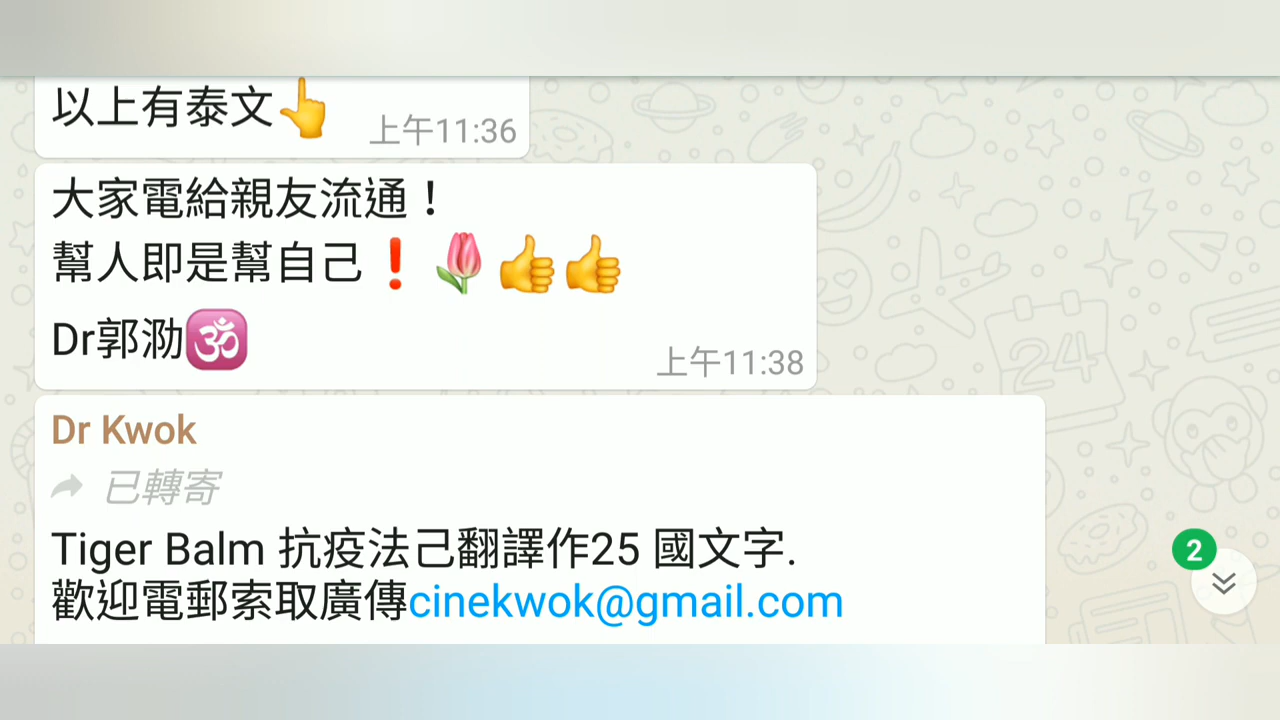 以上有泰文👆
上午11:36
大家電給親友流通！
幫人即是幫自己❗🌷👍👍
Dr郭泐🕉
上午11:38
Dr Kwok
已轉寄
Tiger Balm 抗疫法己翻譯作25 國文字.
歡迎電郵索取廣傳cinekwok@gmail.com
2